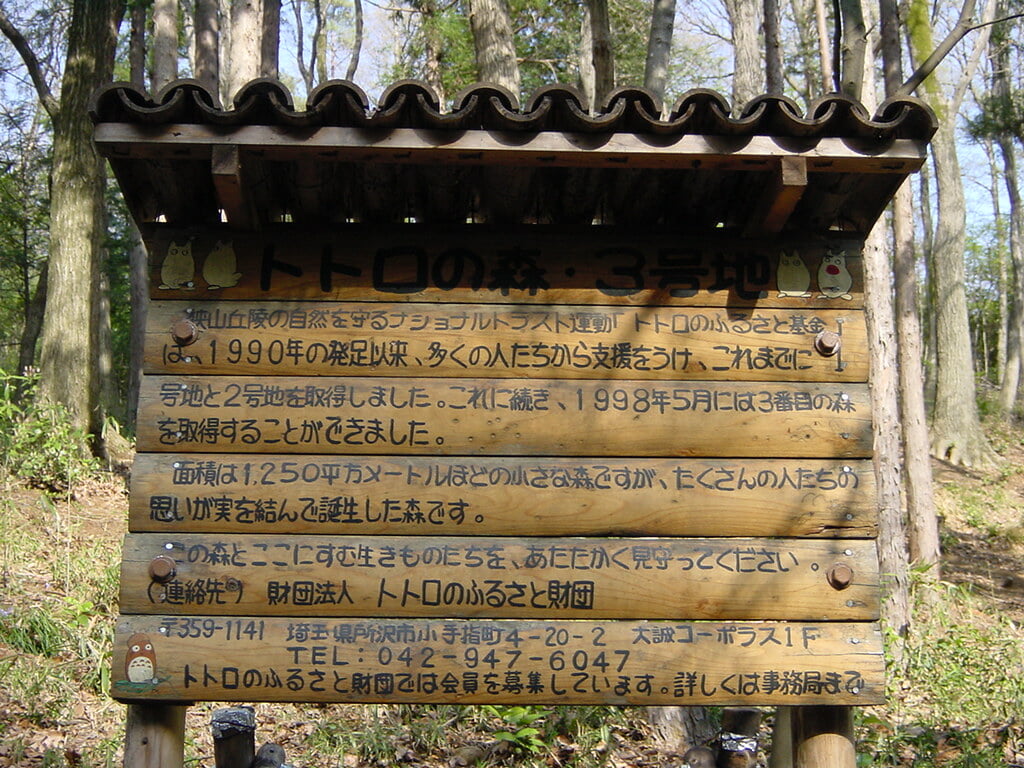 トトロの森・3号地
狭山丘陵の自然を守るナショナルトラスト運動「トトロのふるさと基金」
は、1990年の発足以来、多くの人たちから支援をうけ、これまでに1
号地と2号地を取得しました。これに続き、1998年5月には3番目の森
を取得することができました。
面積は1,250平方メートルほどの小さな森ですが、たくさんの人たちの
思いが実を結んで誕生した森です。
この森とここにすむ生きものたちを、あたたかく見守ってください。
(連絡先) 財団法人 トトロのふるさと財団
〒359-1141 埼玉県所沢市小手指町4-20-2 大誠コーポラス1F
TEL:042-947-6047
トトロのふるさと財団では会員を募集しています。詳しくは事務局まで